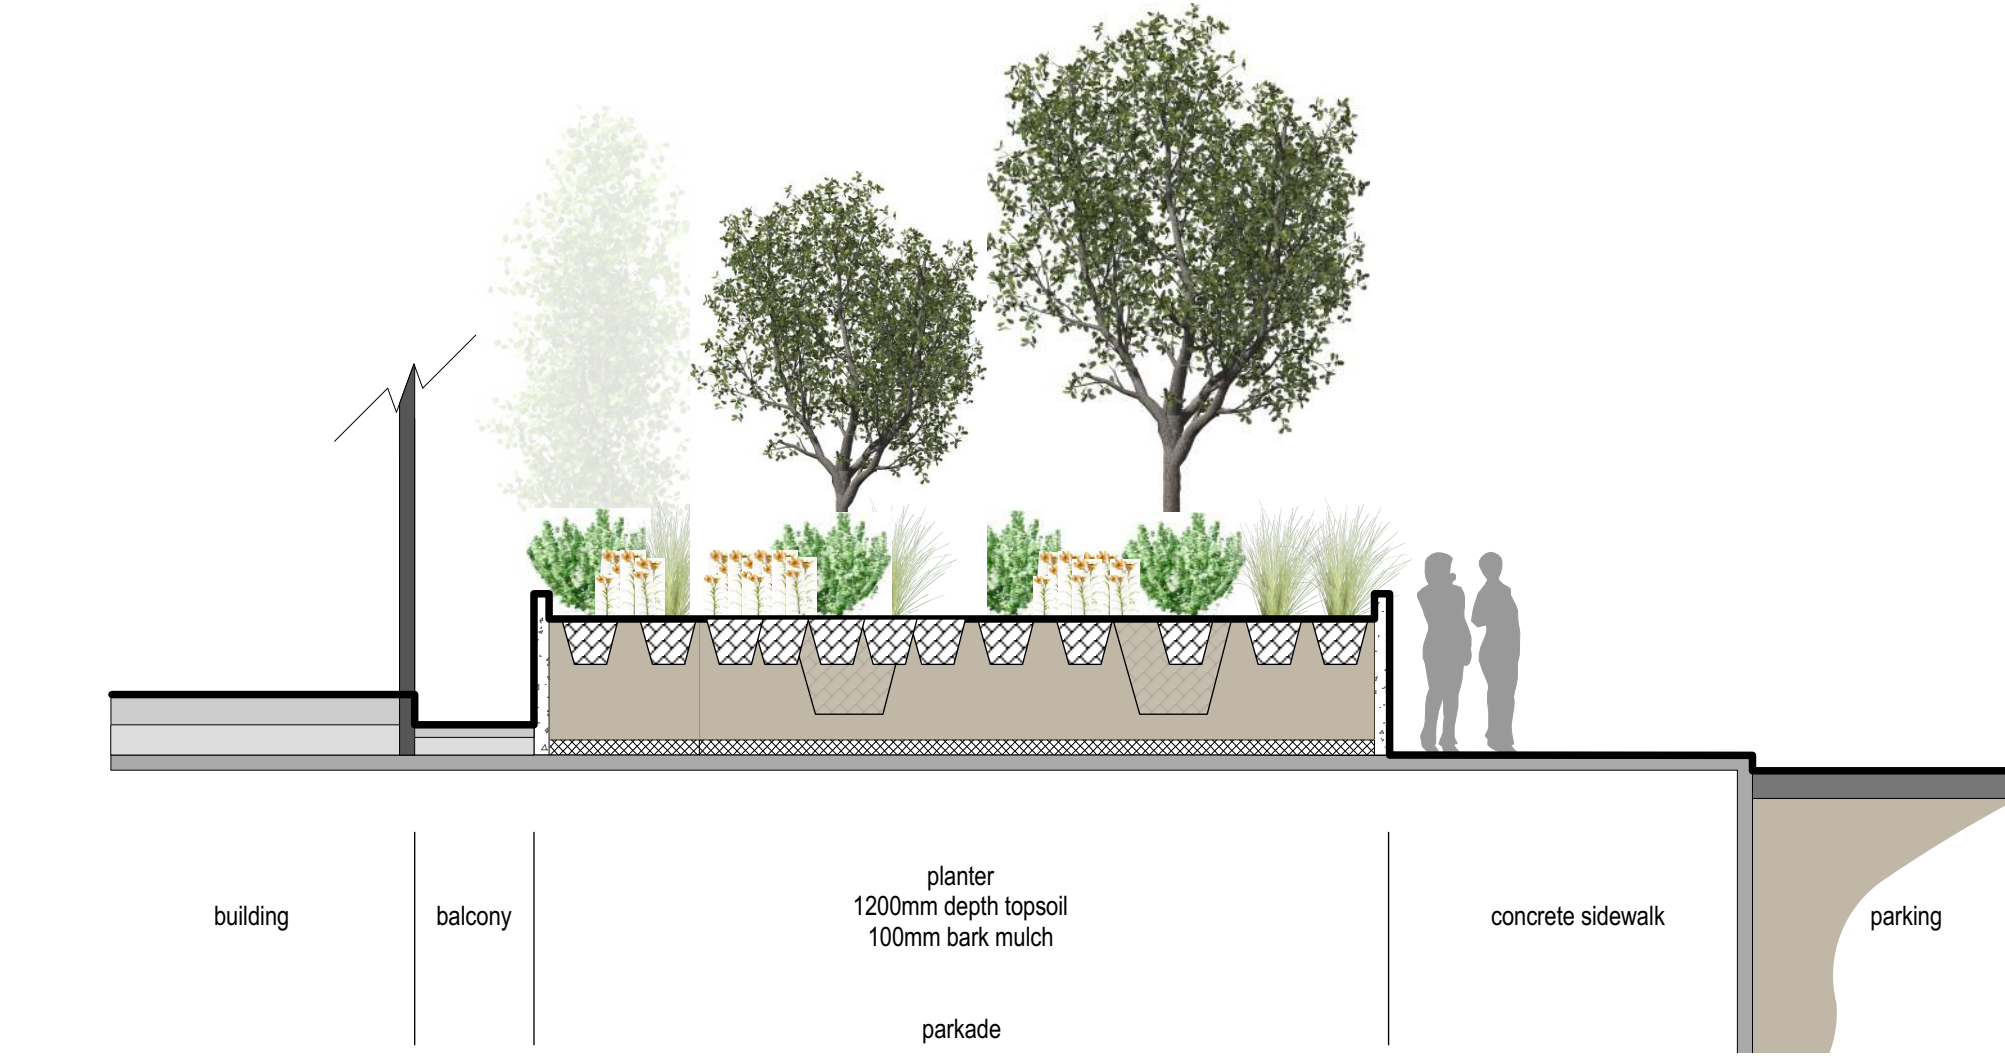 building
balcony
planter
1200mm depth topsoil
100mm bark mulch
concrete sidewalk
parking
parkade